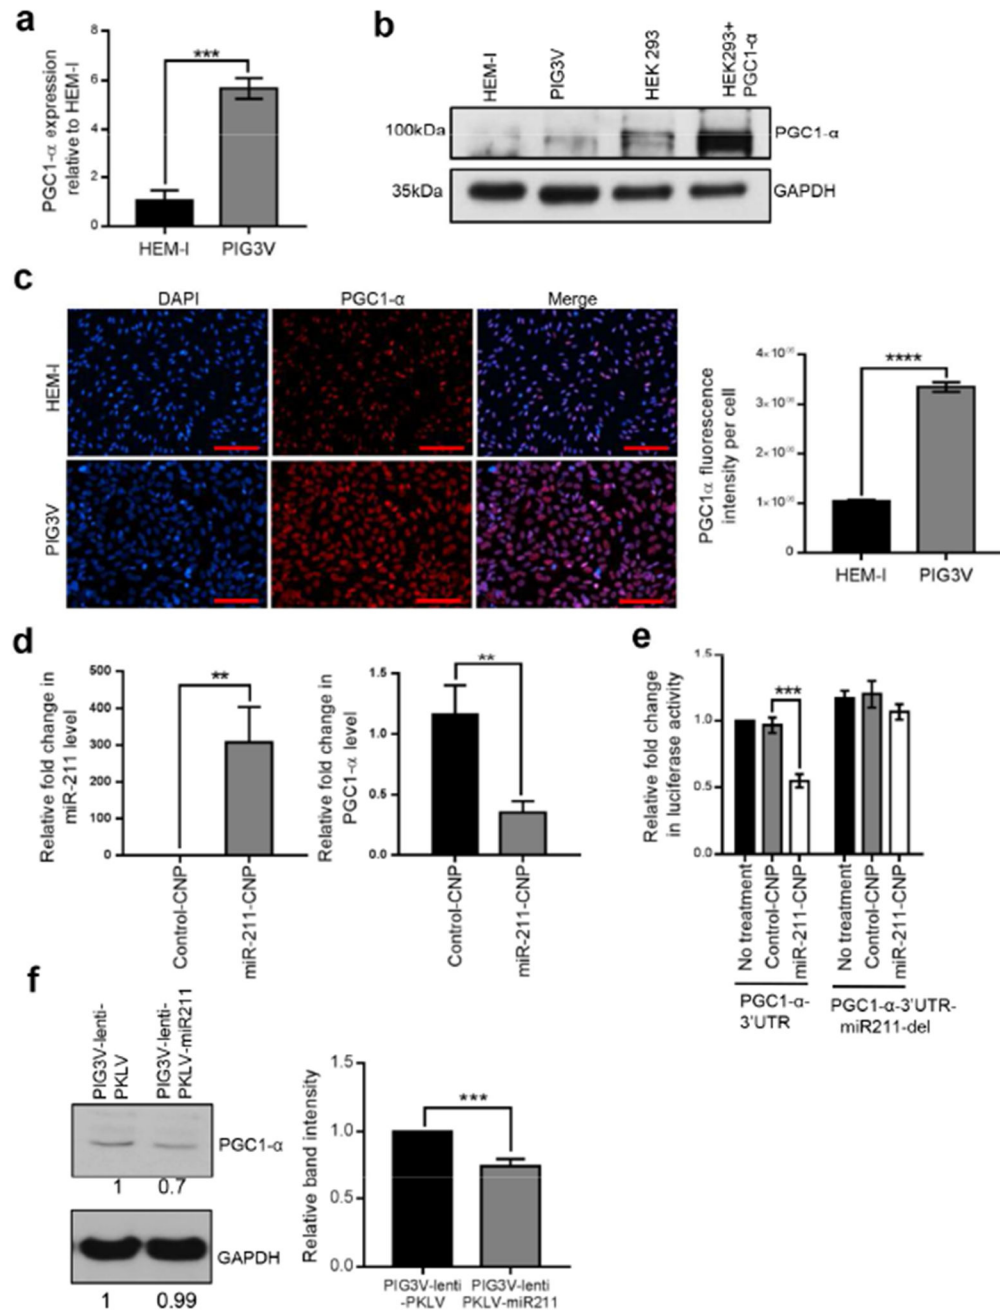 a
PGC1-α expression
relative to HEM-I
8
6
4
2
0
***
HEM-I
PIG3V
b
HEM-I
PIG3V
HEK 293
HEK293+
PGC1-α
100kDa
PGC1-α
35kDa
GAPDH
c
DAPI
PGC1-α
Merge
HEM-I
PIG3V
PGC1α fluorescence
intensity per cell
0
****
HEM-I
PIG3V
d
Relative fold change in
miR-211 level
500
400
300
200
100
0
**
Control-CNP
miR-211-CNP
Relative fold change in
PGC1-α level
1.5
1.0
0.5
0.0
**
Control-CNP
miR-211-CNP
e
Relative fold change
in luciferase activity
1.5
1.0
0.5
0.0
***
No treatment
Control-CNP
miR-211-CNP
No treatment
Control-CNP
miR-211-CNP
PGC1-α-
3'UTR
PGC1-α-3'UTR-
miR211-del
f
PIG3V-lenti-
PKLV
PIG3V-lenti-
PKLV-miR211
PGC1-α
1 0.7
GAPDH
1 0.99
Relative band intensity
1.5
1.0
0.5
0.0
***
PIG3V-lenti
-PKLV
PIG3V-lenti
PKLV-miR211